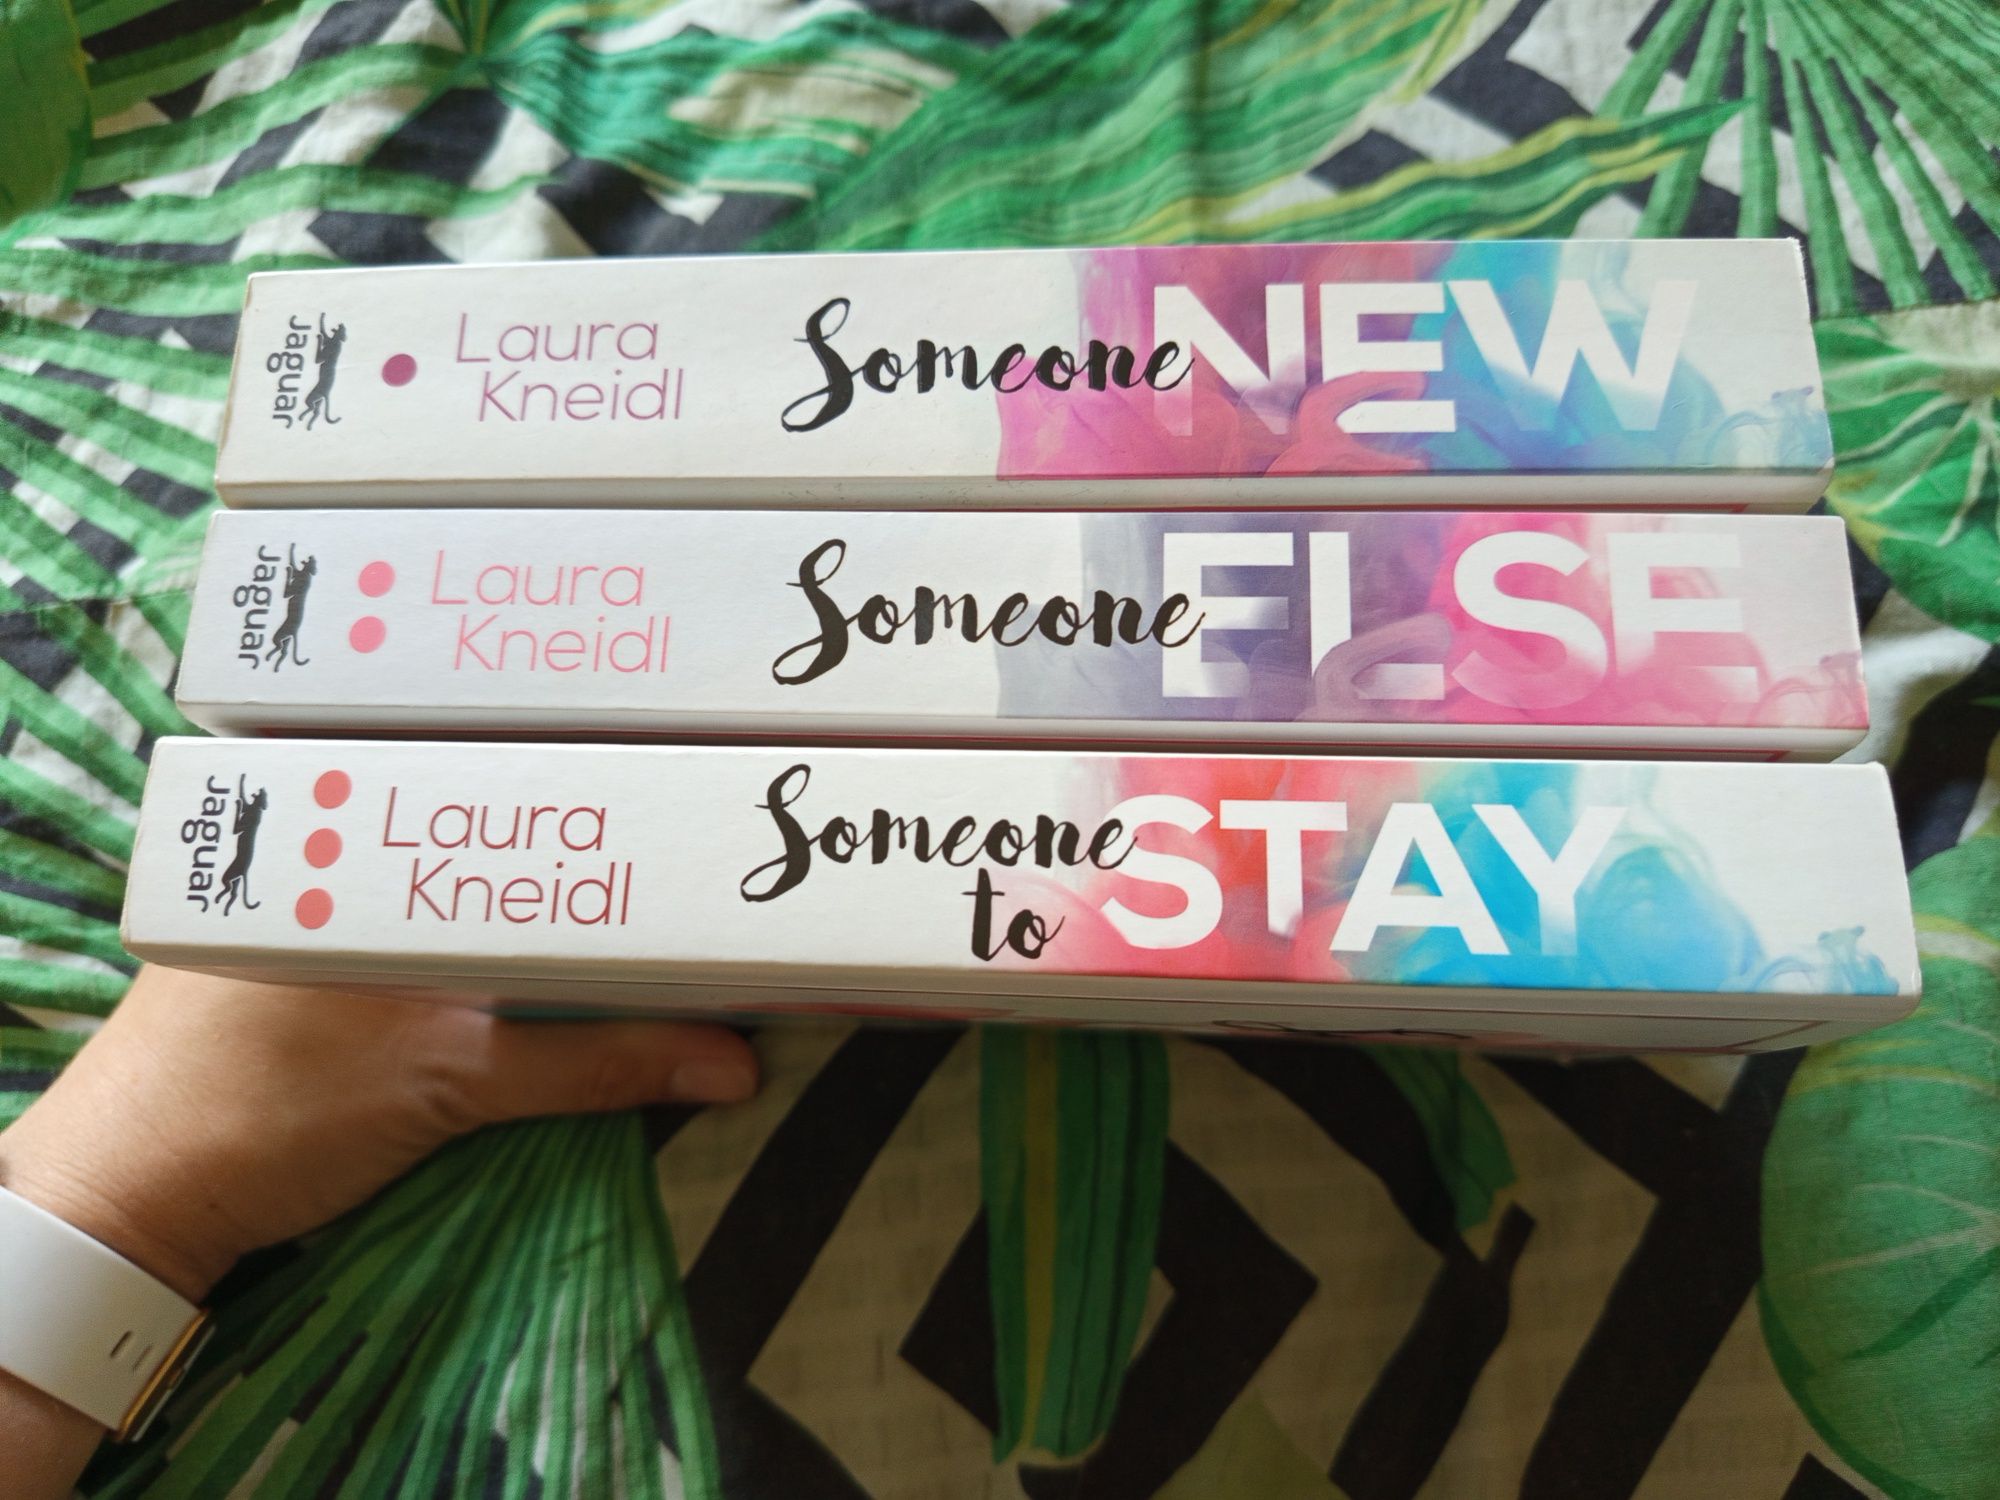 Jaguar
Laura
Kneidl
Someone NEW
Jaguar
Laura
Kneidl
Someone ELSE
Jaguar
Laura
Kneidl
Someone
to STAY